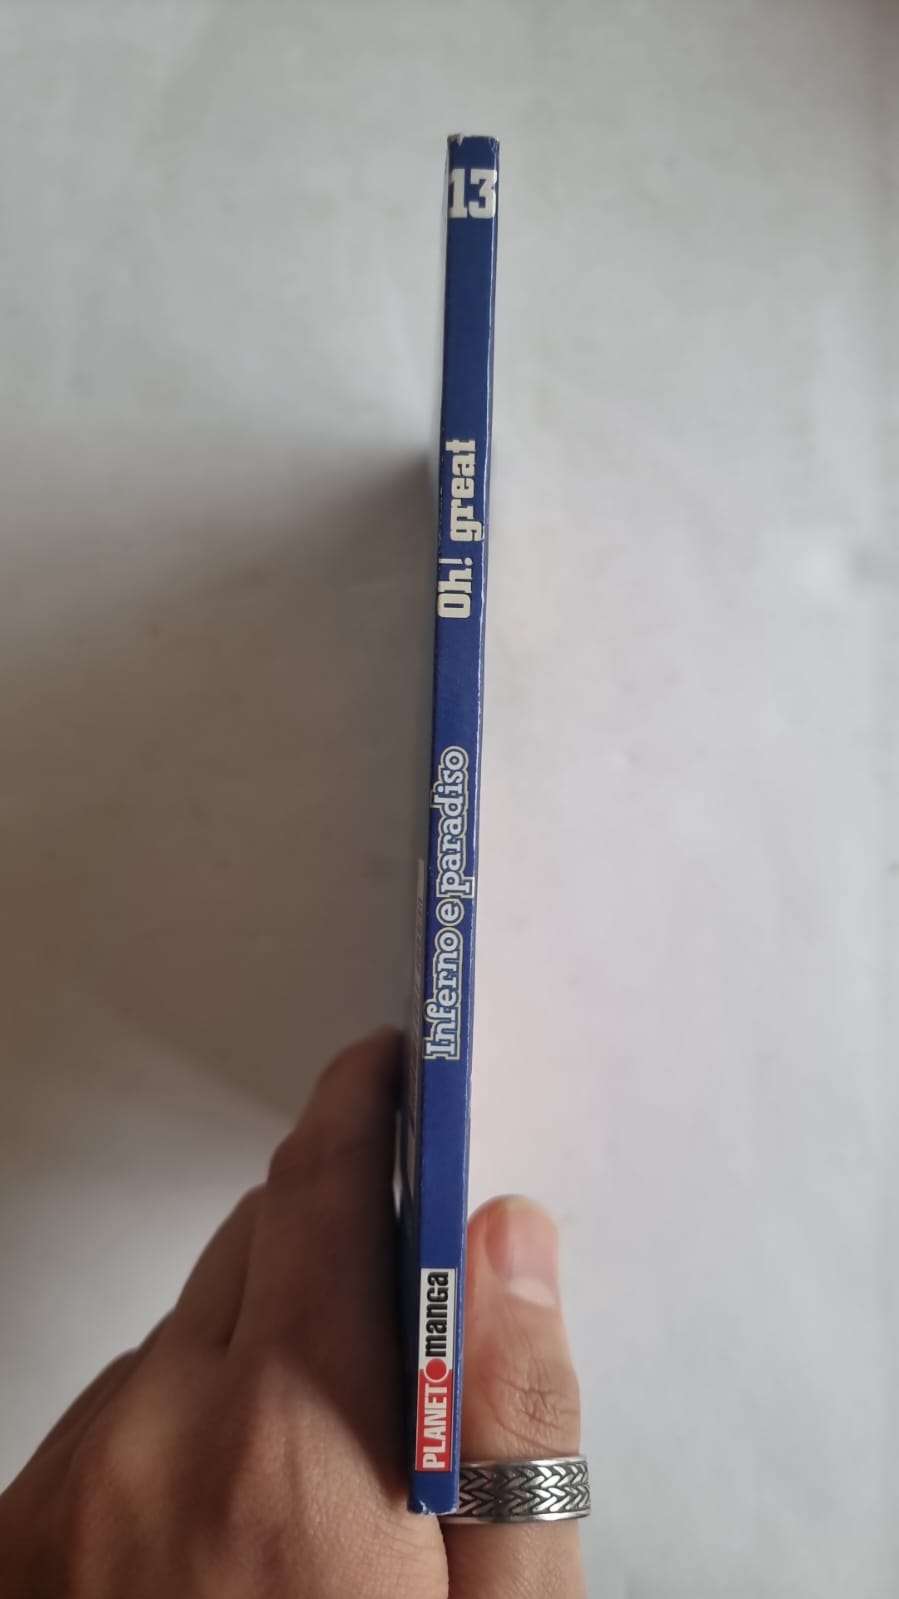 13
Oh! great
Inferno e paradiso
PLANET manga